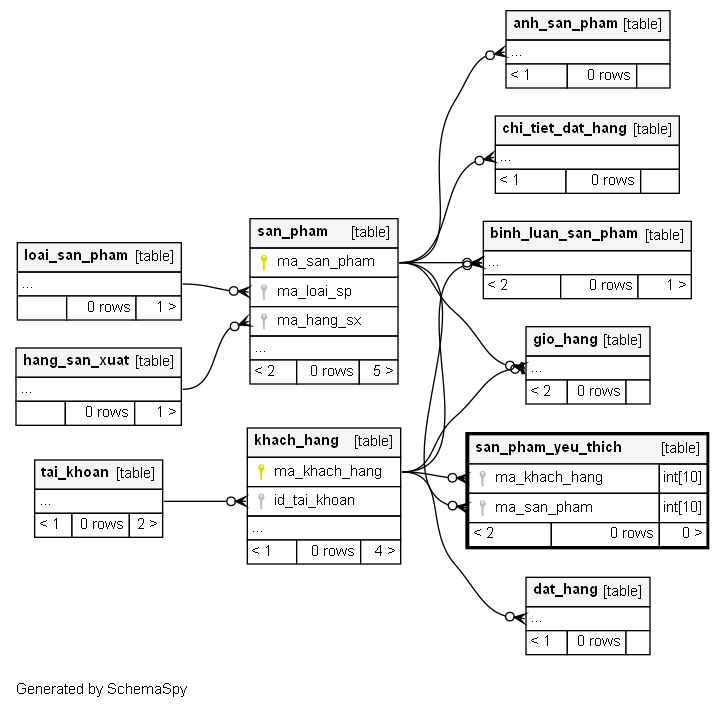 anh_san_pham [table]
...
< 1 0 rows
chi_tiet_dat_hang [table]
...
< 1 0 rows
binh_luan_san_pham [table]
...
< 2 0 rows 1 >
san_pham [table]
ma_san_pham
ma_loai_sp
ma_hang_sx
...
< 2 0 rows 5 >
loai_san_pham [table]
...
0 rows 1 >
hang_san_xuat [table]
...
0 rows 1 >
gio_hang [table]
...
< 2 0 rows
khach_hang [table]
ma_khach_hang
id_tai_khoan
...
< 1 0 rows 4 >
tai_khoan [table]
...
< 1 0 rows 2 >
san_pham_yeu_thich [table]
ma_khach_hang int[10]
ma_san_pham int[10]
< 2 0 rows 0 >
dat_hang [table]
...
< 1 0 rows
Generated by SchemaSpy